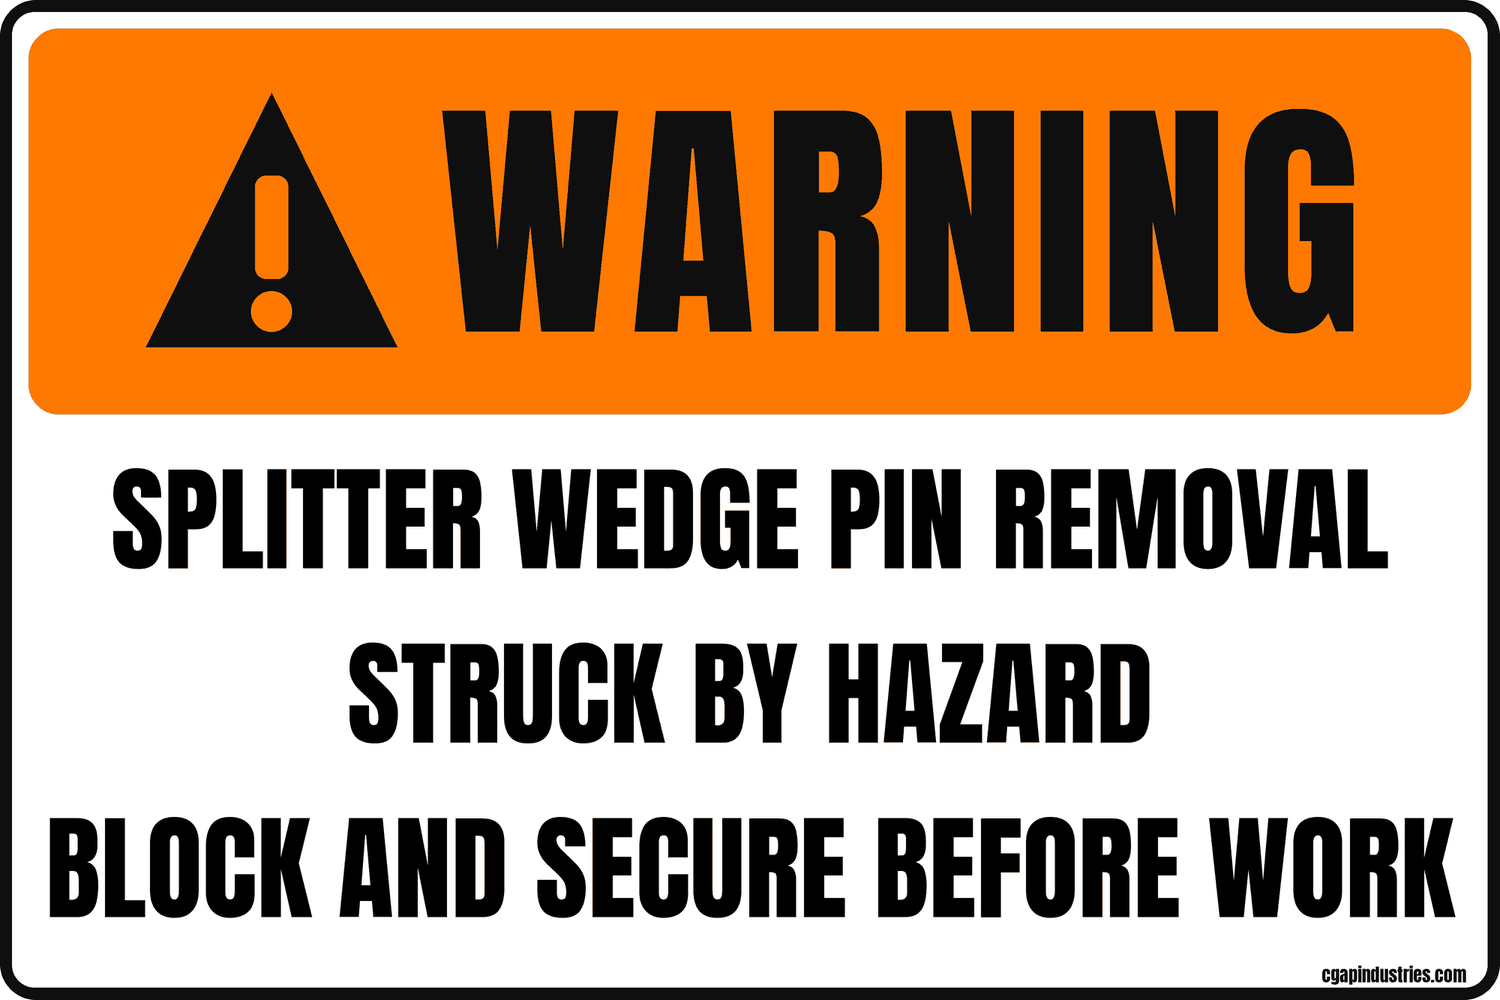 WARNING
SPLITTER WEDGE PIN REMOVAL
STRUCK BY HAZARD
BLOCK AND SECURE BEFORE WORK
cgapindustries.com